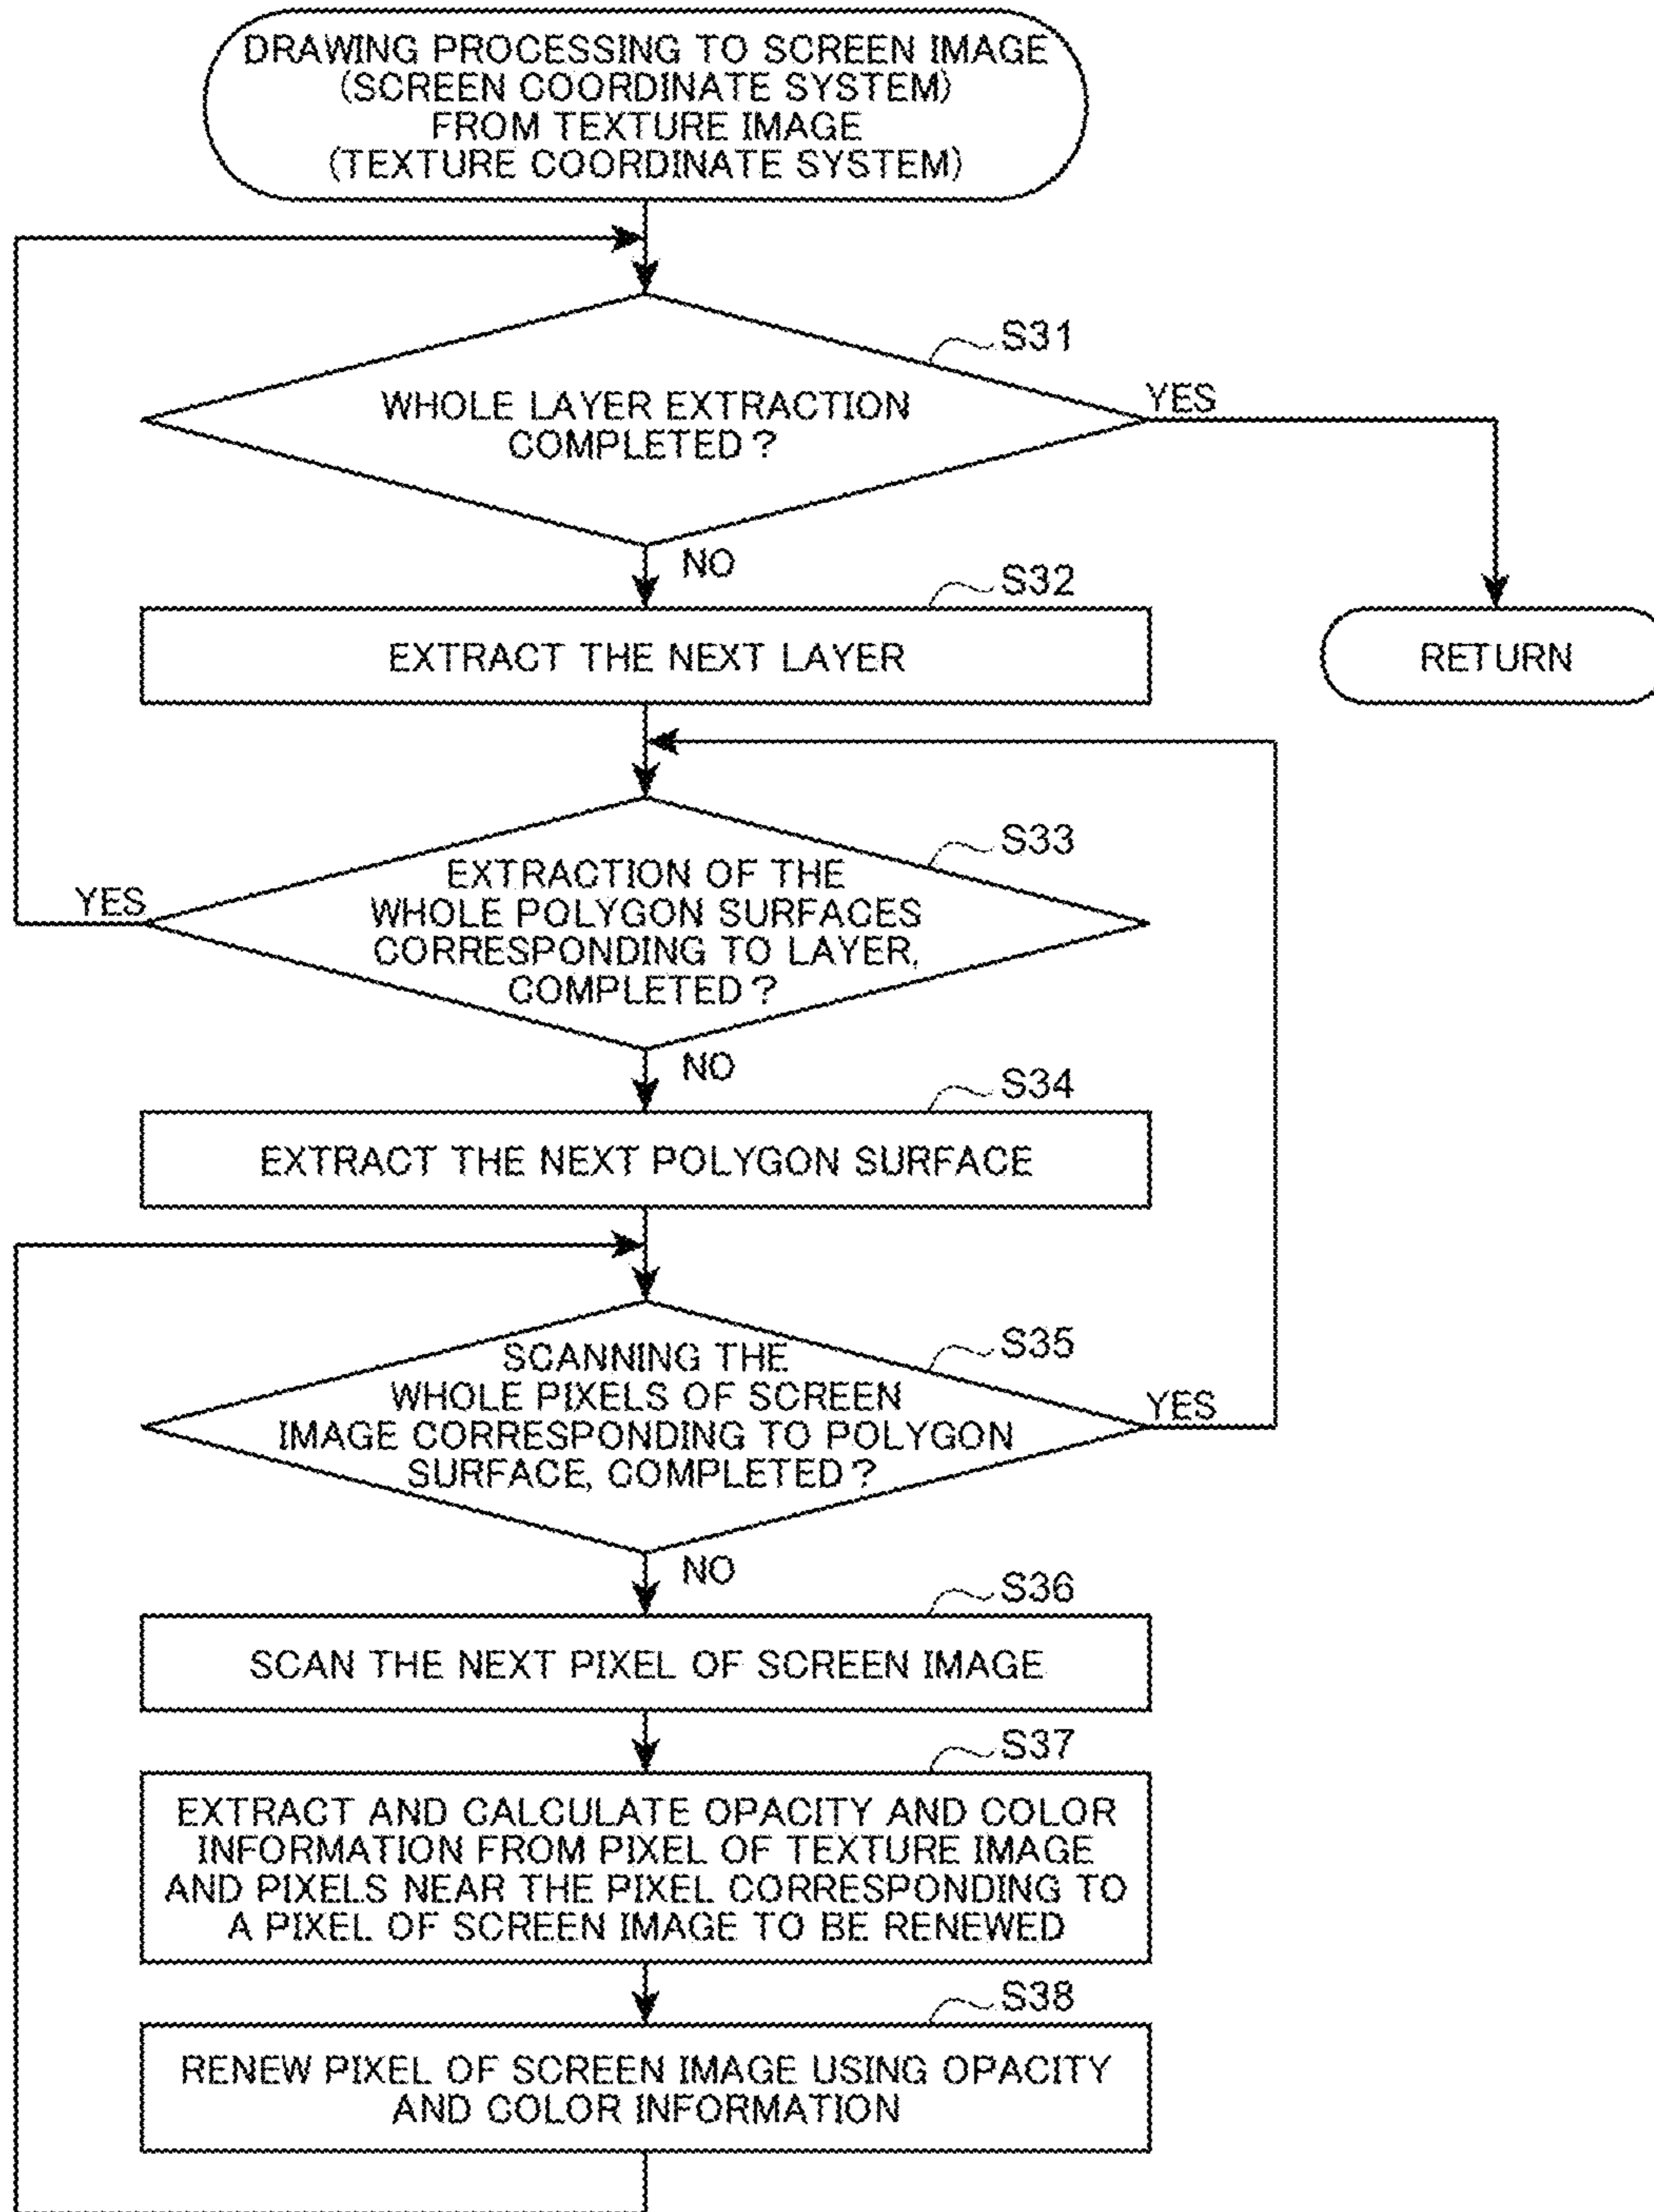 DRAWING PROCESSING TO SCREEN IMAGE
(SCREEN COORDINATE SYSTEM)
FROM TEXTURE IMAGE
(TEXTURE COORDINATE SYSTEM)
S31
WHOLE LAYER EXTRACTION
COMPLETED?
YES
NO
S32
EXTRACT THE NEXT LAYER
RETURN
S33
EXTRACTION OF THE
WHOLE POLYGON SURFACES
CORRESPONDING TO LAYER,
COMPLETED?
YES
NO
S34
EXTRACT THE NEXT POLYGON SURFACE
S35
SCANNING THE
WHOLE PIXELS OF SCREEN
IMAGE CORRESPONDING TO POLYGON
SURFACE, COMPLETED?
YES
NO
S36
SCAN THE NEXT PIXEL OF SCREEN IMAGE
S37
EXTRACT AND CALCULATE OPACITY AND COLOR
INFORMATION FROM PIXEL OF TEXTURE IMAGE
AND PIXELS NEAR THE PIXEL CORRESPONDING TO
A PIXEL OF SCREEN IMAGE TO BE RENEWED
S38
RENEW PIXEL OF SCREEN IMAGE USING OPACITY
AND COLOR INFORMATION